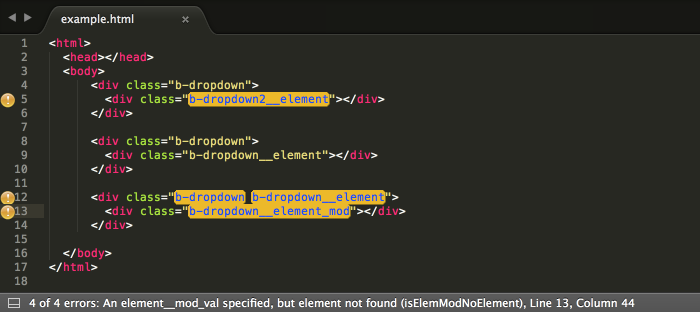 example.html ×
1 <html>
2 <head></head>
3 <body>
4 <div class="b-dropdown">
5 <div class="b-dropdown2__element"></div>
6 </div>
7
8 <div class="b-dropdown">
9 <div class="b-dropdown__element"></div>
10 </div>
11
12 <div class="b-dropdown b-dropdown__element">
13 <div class="b-dropdown__element_mod"></div>
14 </div>
15
16 </body>
17 </html>
18
4 of 4 errors: An element__mod_val specified, but element not found (isElemModNoElement), Line 13, Column 44